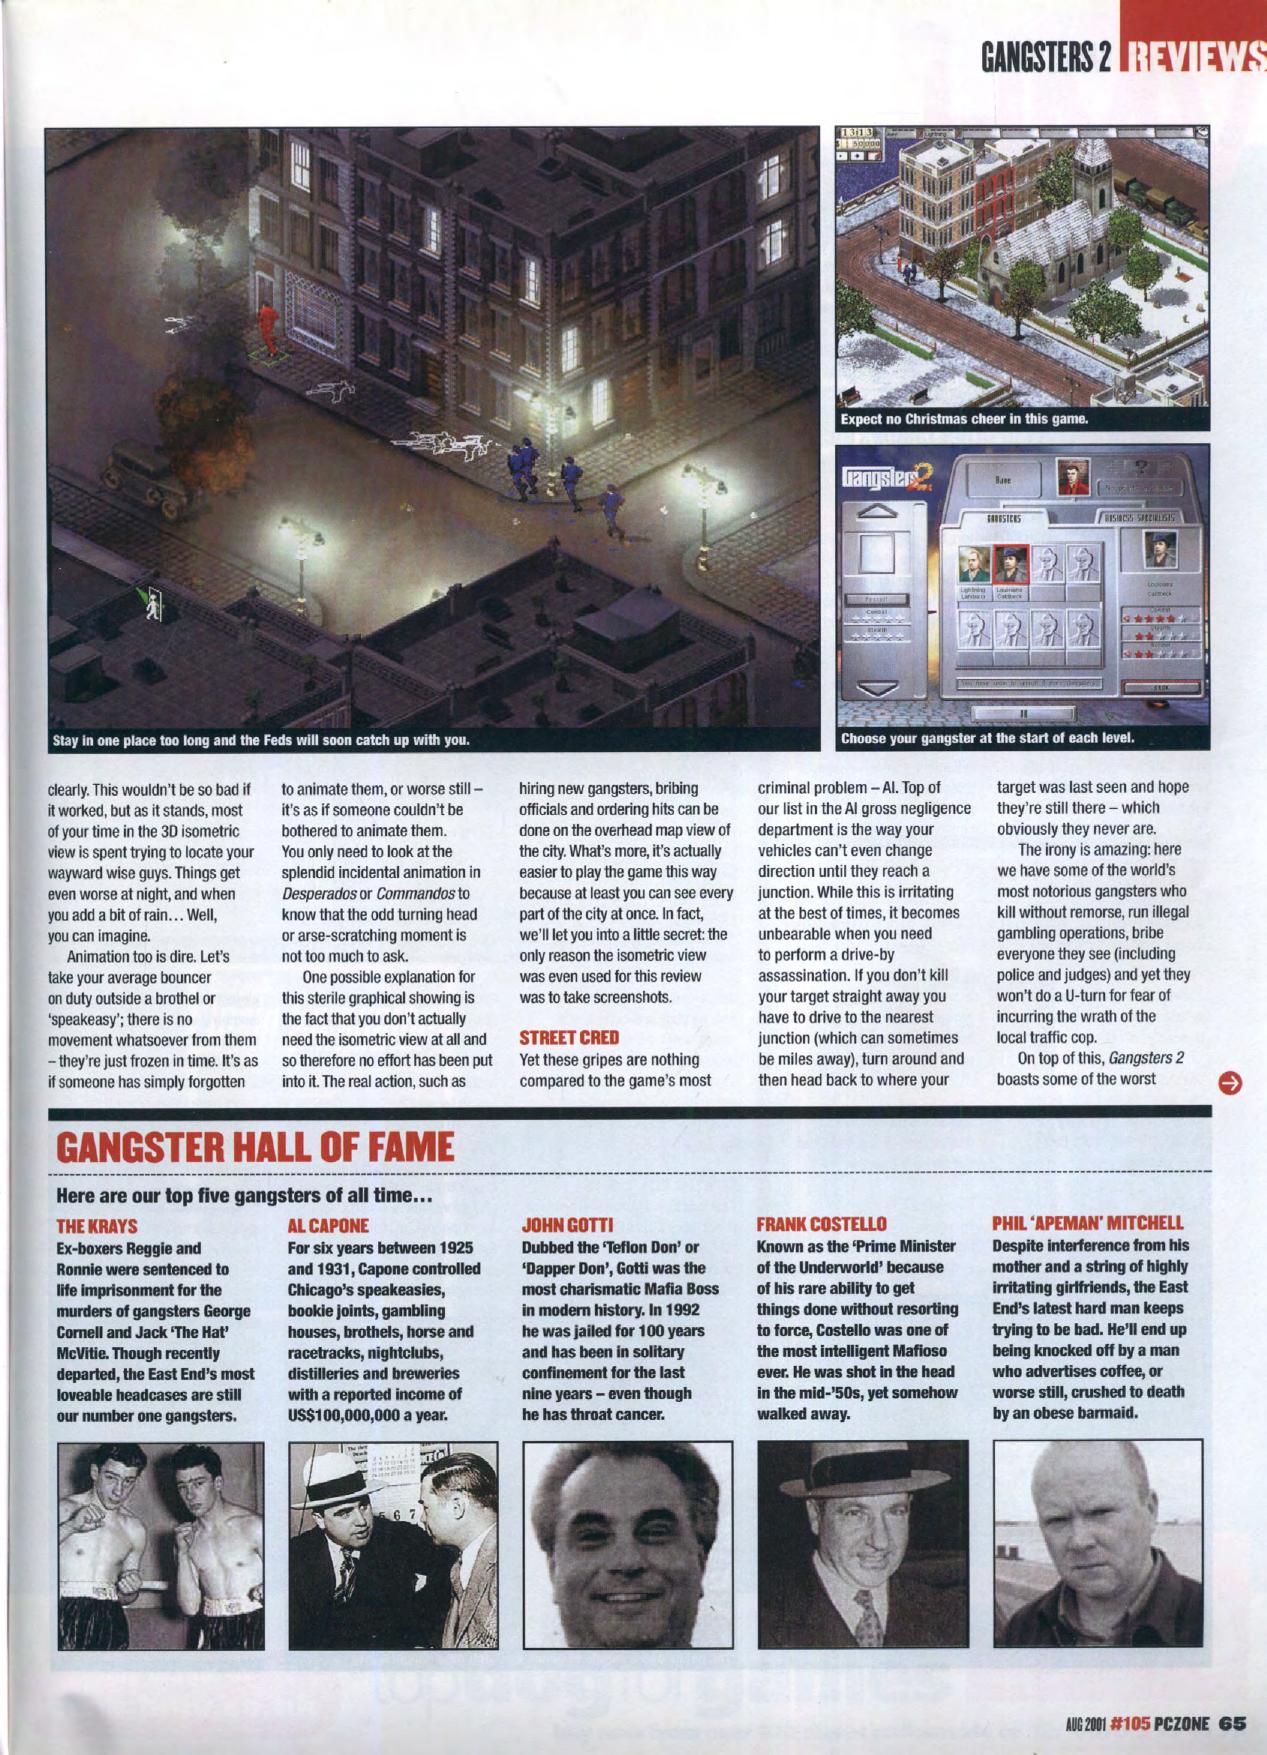 GANGSTERS 2 REVIEWS
Stay in one place too long and the Feds will soon catch up with you.
13:13
50,000
Expect no Christmas cheer in this game.
Gangsters 2
Name
GANGSTERS
BUSINESS SPECIALISTS
Lightning
Louisiana
Louisiana
Recruit
Combat
Stealth
Combat
Stealth
Choose your gangster at the start of each level.
clearly. This wouldn't be so bad if
it worked, but as it stands, most
of your time in the 3D isometric
view is spent trying to locate your
wayward wise guys. Things get
even worse at night, and when
you add a bit of rain... Well,
you can imagine.
Animation too is dire. Let's
take your average bouncer
on duty outside a brothel or
'speakeasy'; there is no
movement whatsoever from them
– they're just frozen in time. It's as
if someone has simply forgotten
to animate them, or worse still –
it's as if someone couldn't be
bothered to animate them.
You only need to look at the
splendid incidental animation in
Desperados or Commandos to
know that the odd turning head
or arse-scratching moment is
not too much to ask.
One possible explanation for
this sterile graphical showing is
the fact that you don't actually
need the isometric view at all and
so therefore no effort has been put
into it. The real action, such as
hiring new gangsters, bribing
officials and ordering hits can be
done on the overhead map view of
the city. What's more, it's actually
easier to play the game this way
because at least you can see every
part of the city at once. In fact,
we'll let you into a little secret: the
only reason the isometric view
was even used for this review
was to take screenshots.
STREET CRED
Yet these gripes are nothing
compared to the game's most
criminal problem – AI. Top of
our list in the AI gross negligence
department is the way your
vehicles can't even change
direction until they reach a
junction. While this is irritating
at the best of times, it becomes
unbearable when you need
to perform a drive-by
assassination. If you don't kill
your target straight away you
have to drive to the nearest
junction (which can sometimes
be miles away), turn around and
then head back to where your
target was last seen and hope
they're still there – which
obviously they never are.
The irony is amazing: here
we have some of the world's
most notorious gangsters who
kill without remorse, run illegal
gambling operations, bribe
everyone they see (including
police and judges) and yet they
won't do a U-turn for fear of
incurring the wrath of the
local traffic cop.
On top of this, Gangsters 2
boasts some of the worst
GANGSTER HALL OF FAME
Here are our top five gangsters of all time...
THE KRAYS
Ex-boxers Reggie and
Ronnie were sentenced to
life imprisonment for the
murders of gangsters George
Cornell and Jack 'The Hat'
McVitie. Though recently
departed, the East End's most
loveable headcases are still
our number one gangsters.
AL CAPONE
For six years between 1925
and 1931, Capone controlled
Chicago's speakeasies,
bookie joints, gambling
houses, brothels, horse and
racetracks, nightclubs,
distilleries and breweries
with a reported income of
US$100,000,000 a year.
JOHN GOTTI
Dubbed the 'Teflon Don' or
'Dapper Don', Gotti was the
most charismatic Mafia Boss
in modern history. In 1992
he was jailed for 100 years
and has been in solitary
confinement for the last
nine years – even though
he has throat cancer.
FRANK COSTELLO
Known as the 'Prime Minister
of the Underworld' because
of his rare ability to get
things done without resorting
to force, Costello was one of
the most intelligent Mafioso
ever. He was shot in the head
in the mid-'50s, yet somehow
walked away.
PHIL 'APEMAN' MITCHELL
Despite interference from his
mother and a string of highly
irritating girlfriends, the East
End's latest hard man keeps
trying to be bad. He'll end up
being knocked off by a man
who advertises coffee, or
worse still, crushed to death
by an obese barmaid.
AUG 2001 #105 PCZONE 65